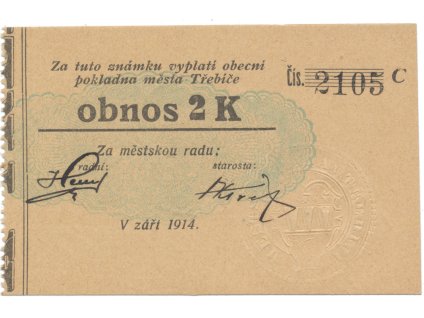 Za tuto známku vyplatí obecní
pokladna města Třebíče
Čís. 2105 C
obnos 2 K
Za městskou radu:
radní: starosta:
V září 1914.